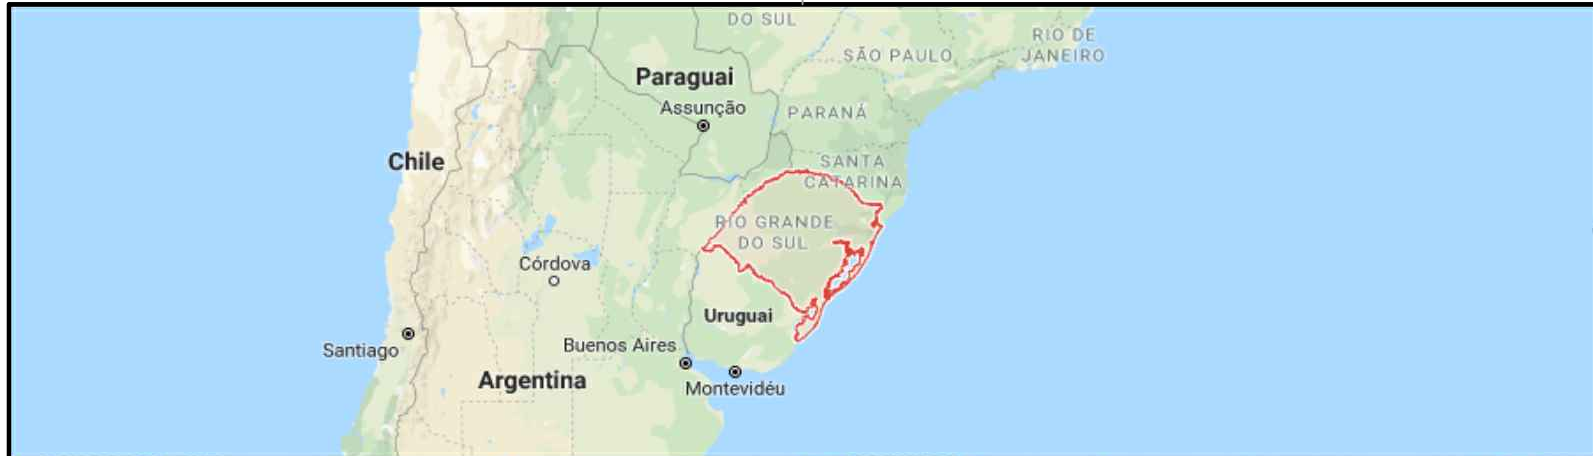 DO SUL
SÃO PAULO
RIO DE
JANEIRO
Paraguai
Assunção
PARANÁ
Chile
SANTA
CATARINA
RIO GRANDE
DO SUL
Córdova
Uruguai
Santiago
Buenos Aires
Argentina
Montevidéu